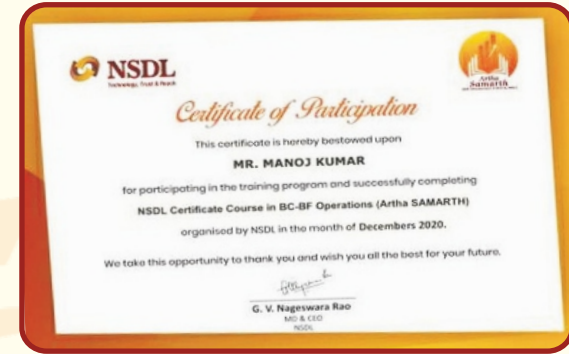 NSDL
Technology, Trust & Reach
Artha
Samarth
Certificate of Participation
This certificate is hereby bestowed upon
MR. MANOJ KUMAR
for participating in the training program and successfully completing
NSDL Certificate Course in BC-BF Operations (Artha SAMARTH)
organised by NSDL in the month of Decembers 2020.
We take this opportunity to thank you and wish you all the best for your future.
G. V. Nageswara Rao
MD & CEO
NSDL